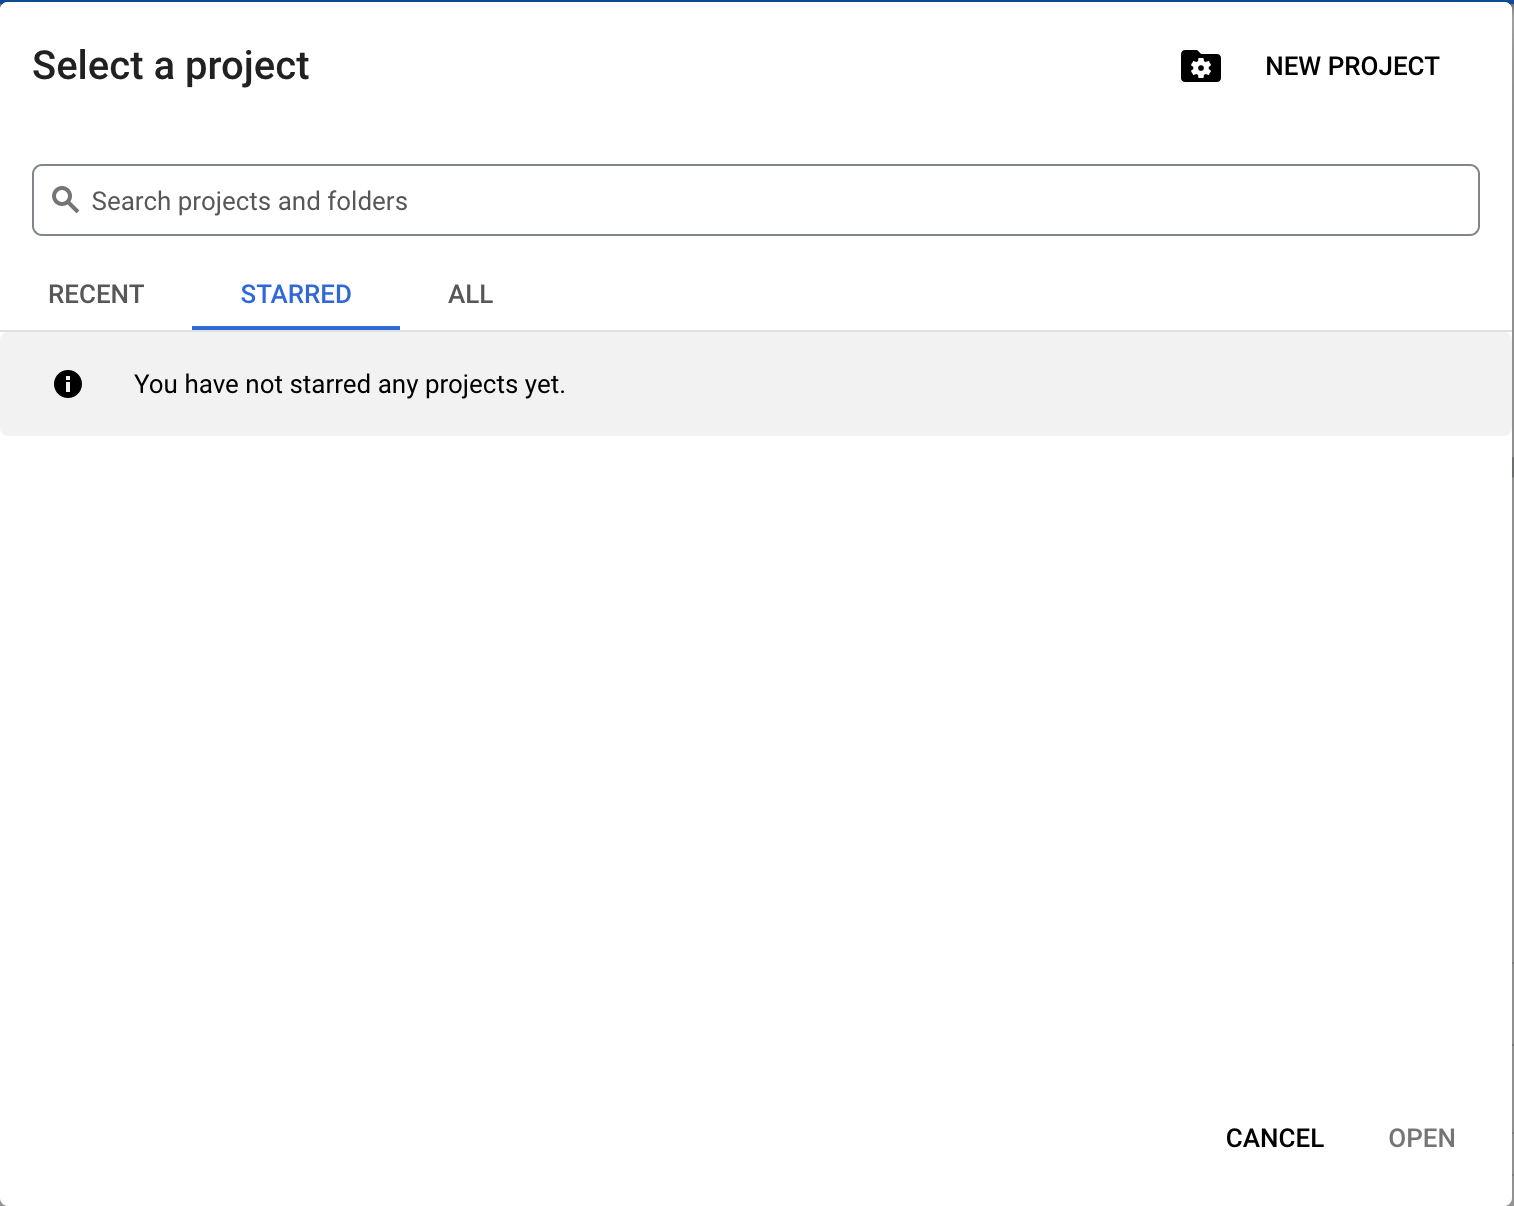 Select a project
NEW PROJECT
Search projects and folders
RECENT STARRED ALL
You have not starred any projects yet.
CANCEL OPEN